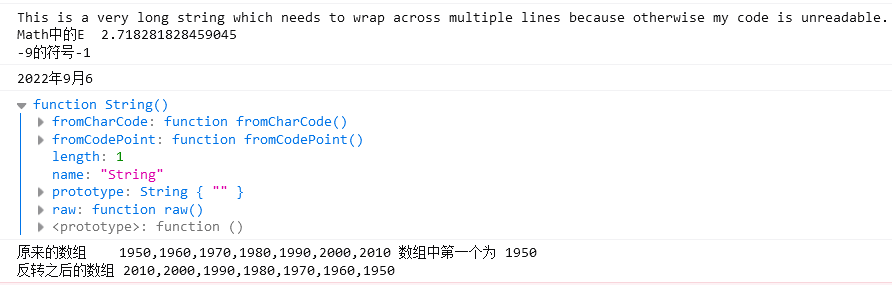 This is a very long string which needs to wrap across multiple lines because otherwise my code is unreadable.
Math中的E  2.718281828459045
-9的符号-1
2022年9月6
function String()
fromCharCode: function fromCharCode()
fromCodePoint: function fromCodePoint()
length: 1
name: "String"
prototype: String { "" }
raw: function raw()
<prototype>: function ()
原来的数组    1950,1960,1970,1980,1990,2000,2010 数组中第一个为 1950
反转之后的数组 2010,2000,1990,1980,1970,1960,1950